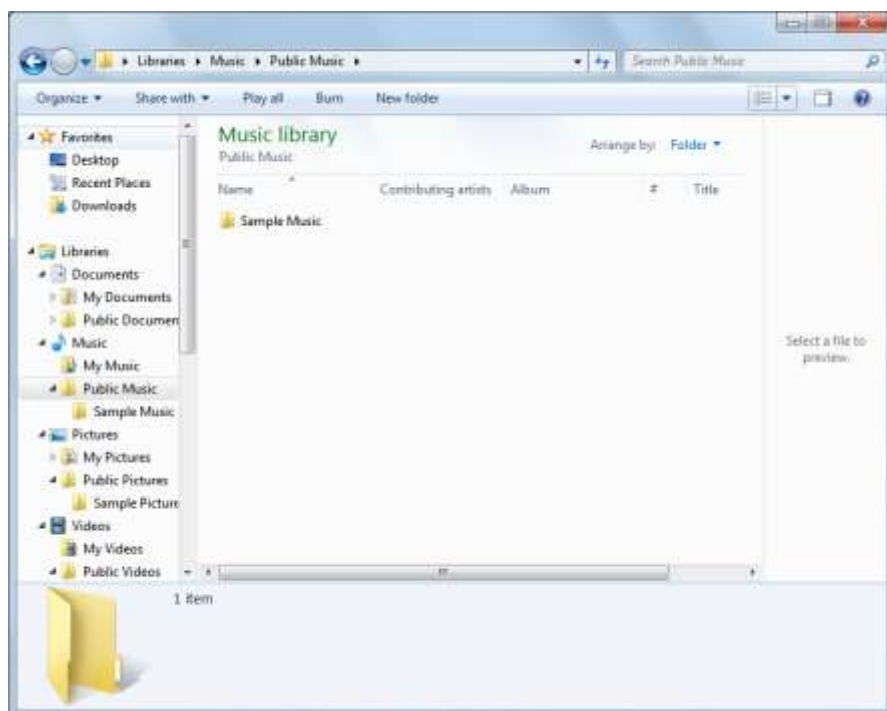 Libraries ▸ Music ▸ Public Music ▸
Search Public Music
Organize
Share with
Play all
Burn
New folder
Favorites
Desktop
Recent Places
Downloads
Libraries
Documents
My Documents
Public Documen
Music
My Music
Public Music
Sample Music
Pictures
My Pictures
Public Pictures
Sample Picture
Videos
My Videos
Public Videos
Music library
Public Music
Arrange by: Folder
Name
Contributing artists
Album
#
Title
Sample Music
Select a file to
preview.
1 item